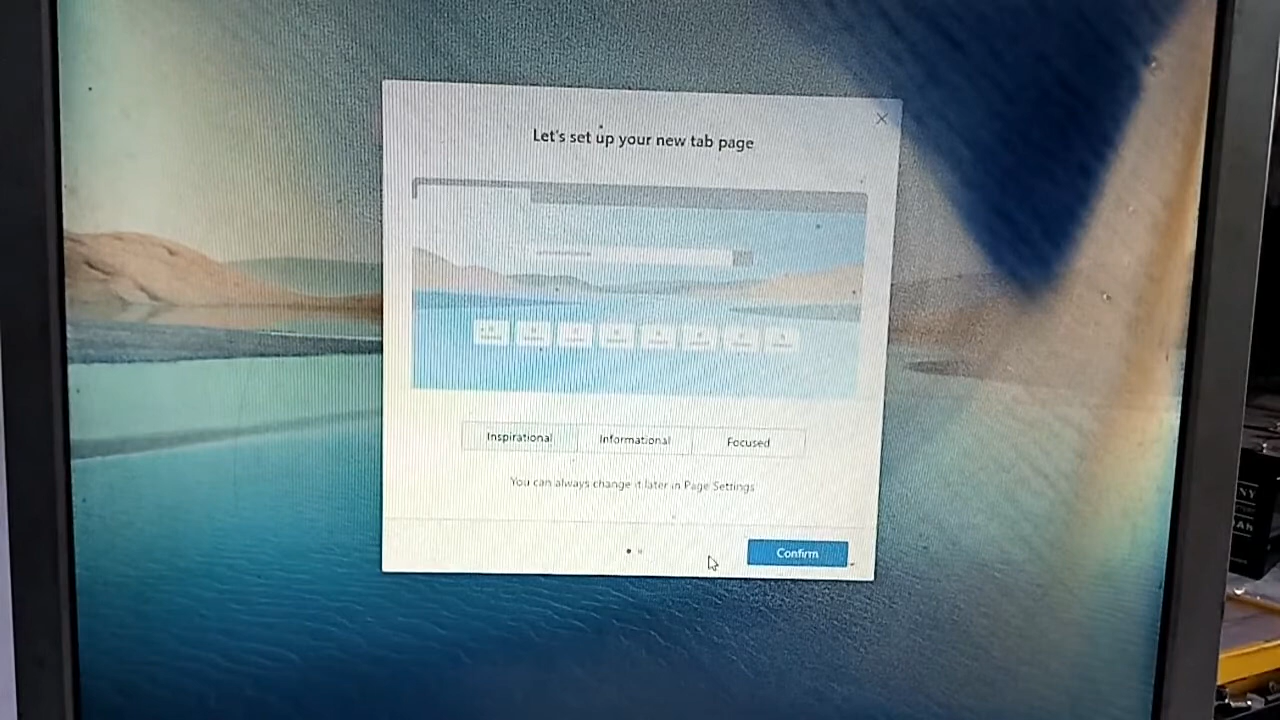 Let's set up your new tab page
Inspirational
Informational
Focused
You can always change it later in Page Settings
Confirm
NY